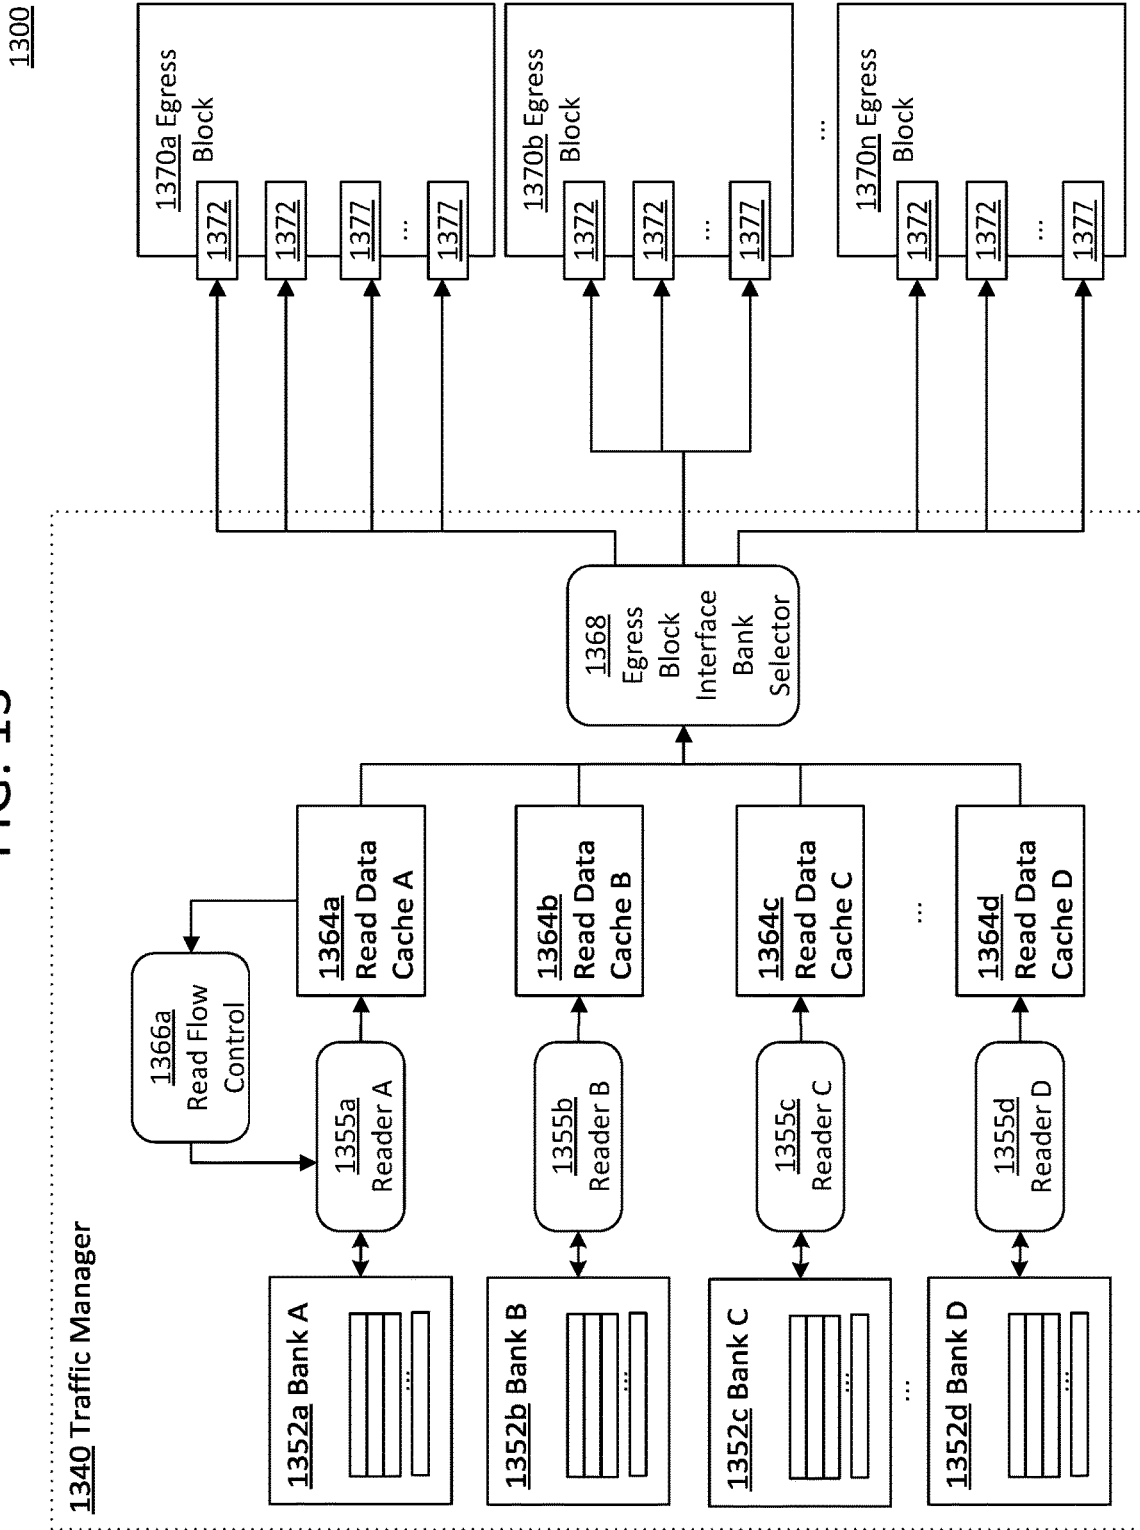 1300
FIG. 13
1340 Traffic Manager
1352a Bank A
...
1352b Bank B
...
1352c Bank C
...
...
1352d Bank D
...
1366a
Read Flow
Control
1355a
Reader A
1355b
Reader B
1355c
Reader C
1355d
Reader D
1364a
Read Data
Cache A
1364b
Read Data
Cache B
1364c
Read Data
Cache C
...
1364d
Read Data
Cache D
1368
Egress
Block
Interface
Bank
Selector
1370a Egress
Block
1372
1372
1377
...
1377
1370b Egress
Block
1372
1372
...
1377
...
1370n Egress
Block
1372
1372
...
1377